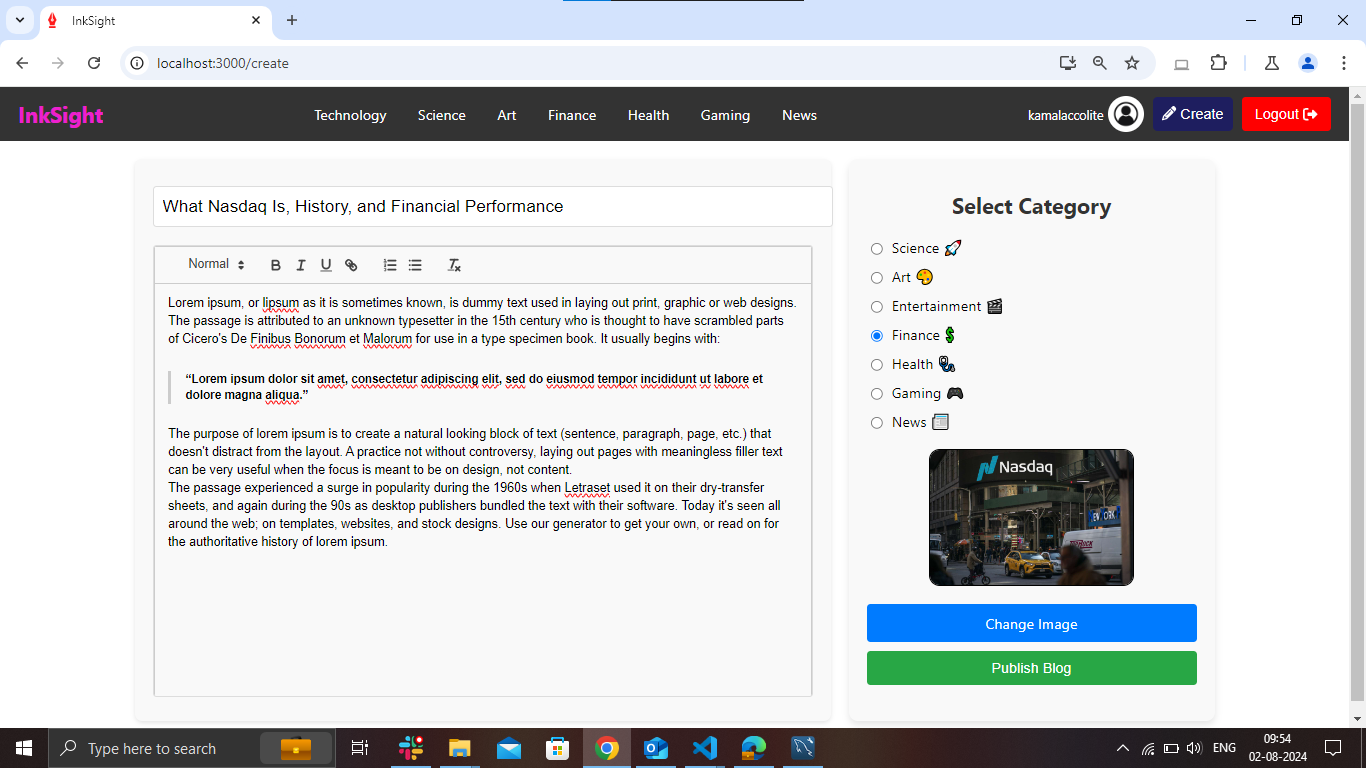 InkSight
localhost:3000/create
InkSight
Technology Science Art Finance Health Gaming News kamalaccolite Create Logout
What Nasdaq Is, History, and Financial Performance
Normal B I U
Lorem ipsum, or lipsum as it is sometimes known, is dummy text used in laying out print, graphic or web designs.
The passage is attributed to an unknown typesetter in the 15th century who is thought to have scrambled parts
of Cicero's De Finibus Bonorum et Malorum for use in a type specimen book. It usually begins with:
“Lorem ipsum dolor sit amet, consectetur adipiscing elit, sed do eiusmod tempor incididunt ut labore et
dolore magna aliqua.”
The purpose of lorem ipsum is to create a natural looking block of text (sentence, paragraph, page, etc.) that
doesn't distract from the layout. A practice not without controversy, laying out pages with meaningless filler text
can be very useful when the focus is meant to be on design, not content.
The passage experienced a surge in popularity during the 1960s when Letraset used it on their dry-transfer
sheets, and again during the 90s as desktop publishers bundled the text with their software. Today it's seen all
around the web; on templates, websites, and stock designs. Use our generator to get your own, or read on for
the authoritative history of lorem ipsum.
Select Category
Science
Art
Entertainment
Finance
Health
Gaming
News
Nasdaq
Change Image
Publish Blog
Type here to search
ENG
09:54
02-08-2024